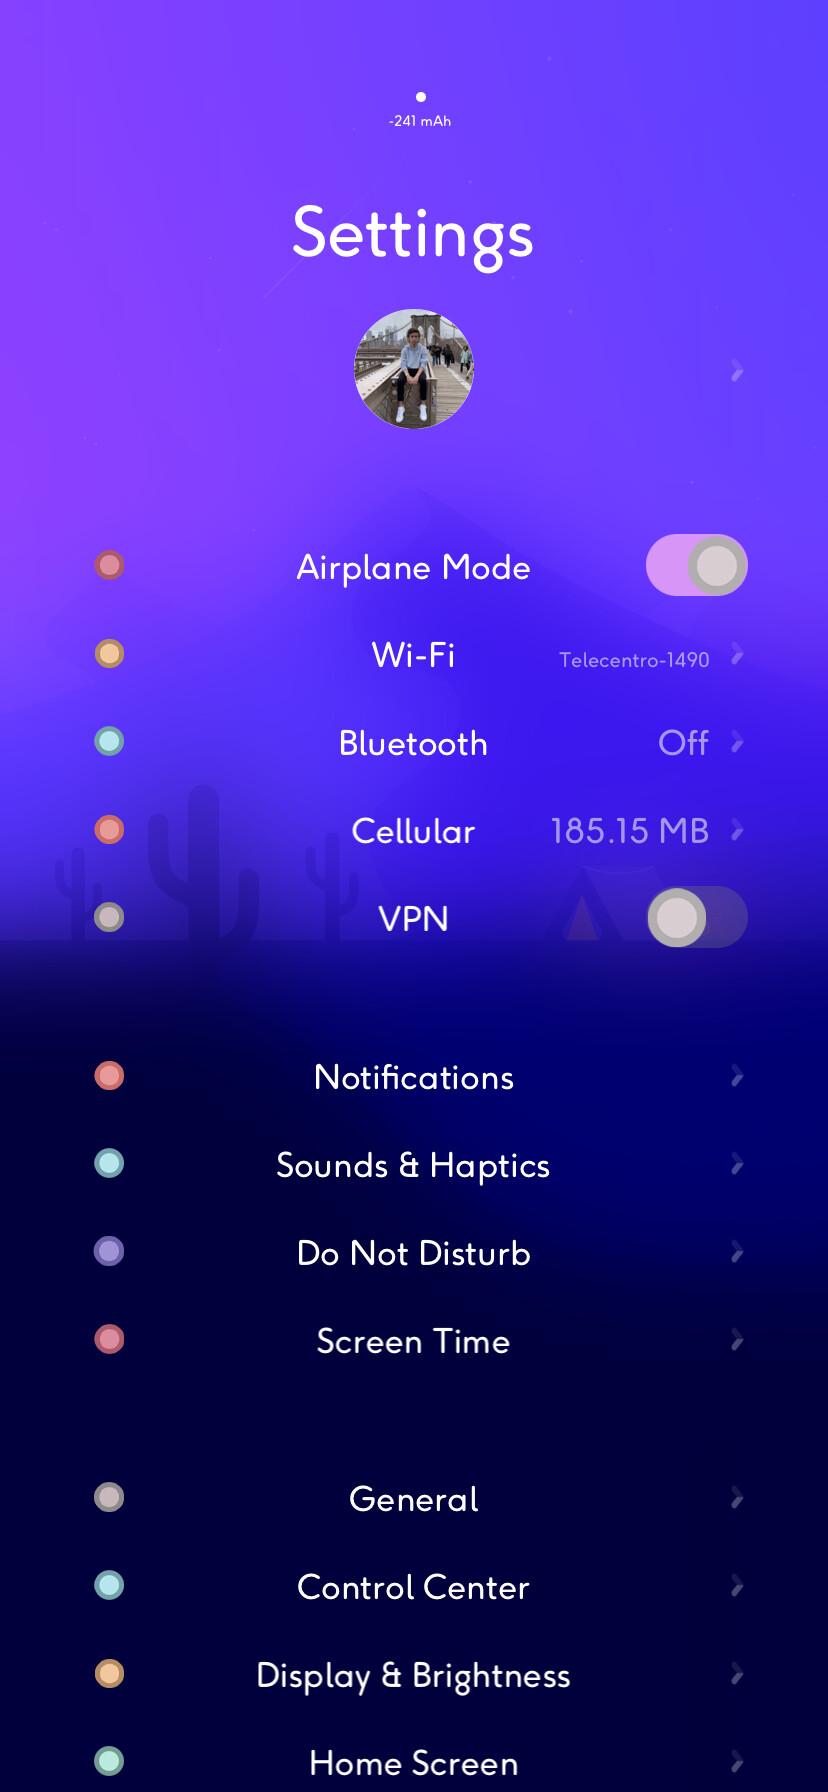 -241 mAh
Settings
Airplane Mode
Wi-Fi Telecentro-1490
Bluetooth Off
Cellular 185.15 MB
VPN
Notifications
Sounds & Haptics
Do Not Disturb
Screen Time
General
Control Center
Display & Brightness
Home Screen